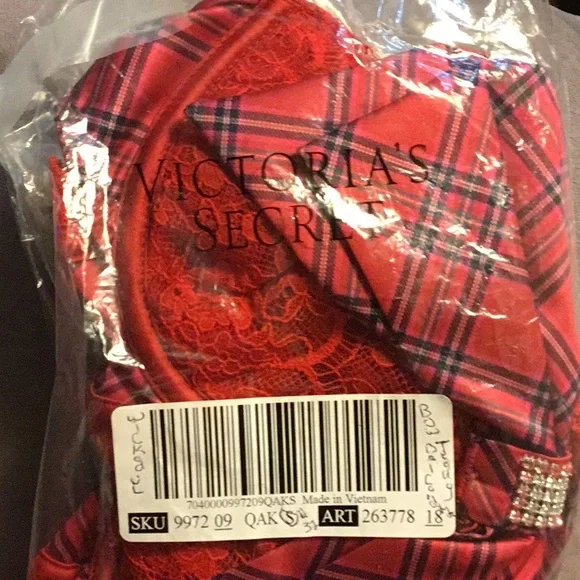 VICTORIA'S
SECRET
7040000997209QAKS Made in Vietnam
SKU 9972 09 QAK S ART 263778 18